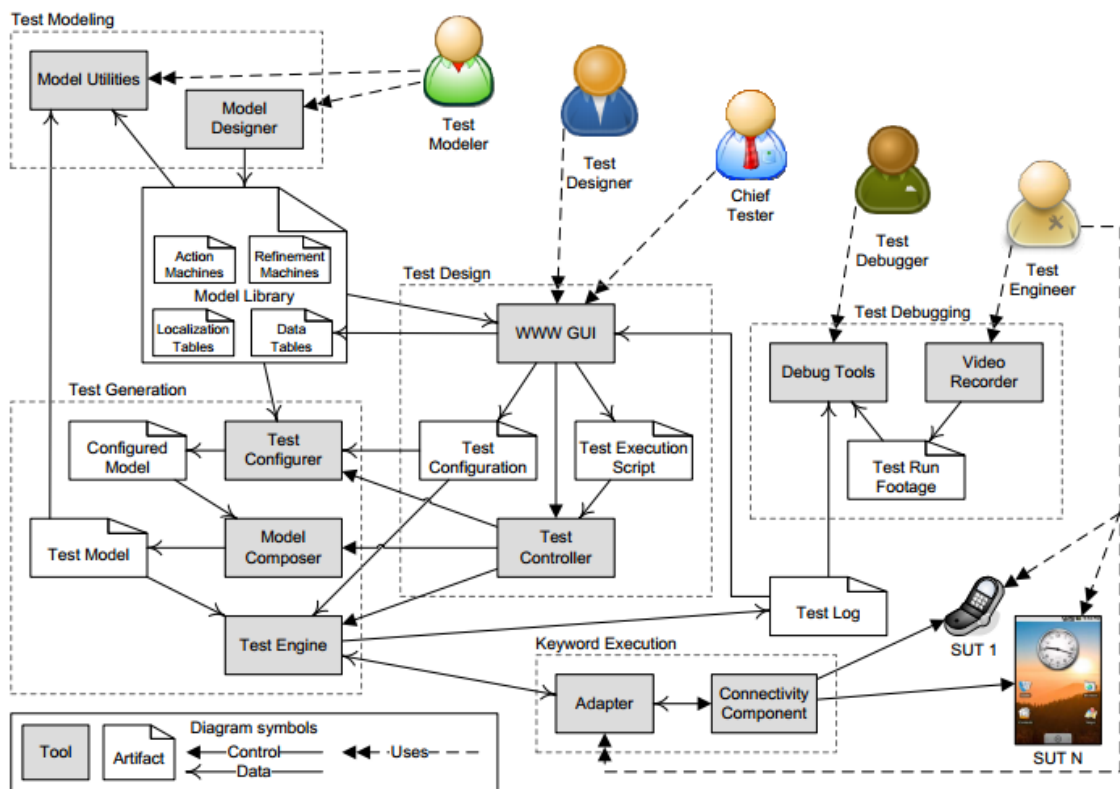 Test Modeling
Model Utilities
Model
Designer
Test
Modeler
Test
Designer
Chief
Tester
Test
Debugger
Test
Engineer
Action
Machines
Refinement
Machines
Model Library
Localization
Tables
Data
Tables
Test Design
WWW GUI
Test
Configuration
Test Execution
Script
Test
Controller
Test Debugging
Debug Tools
Video
Recorder
Test Run
Footage
Test Generation
Configured
Model
Test
Configurer
Test Model
Model
Composer
Test Engine
Test Log
Keyword Execution
Adapter
Connectivity
Component
SUT 1
SUT N
Diagram symbols
Tool
Artifact
Control
Data
Uses